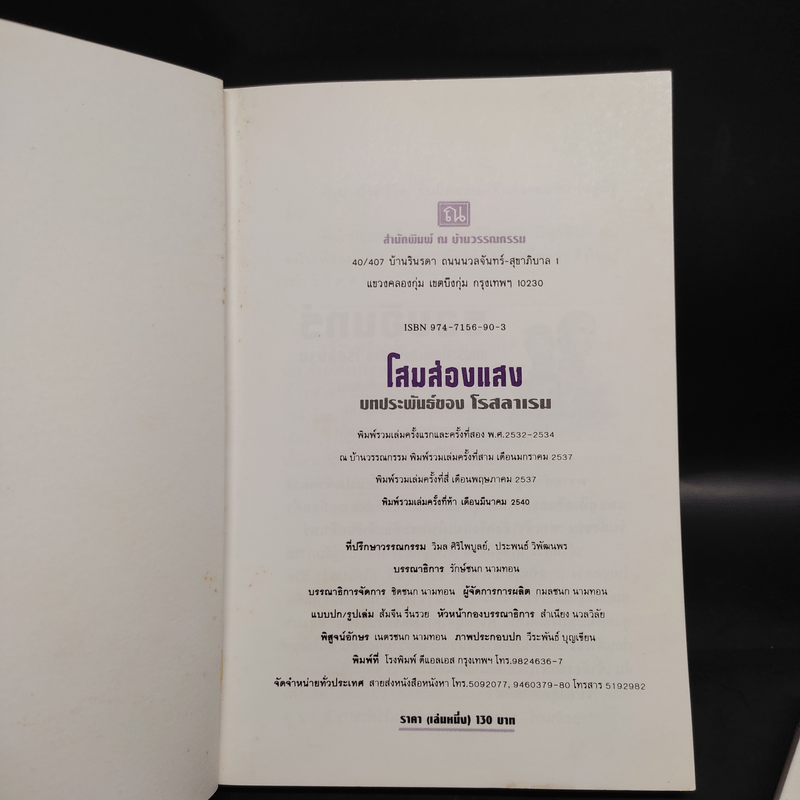 ณ
สำนักพิมพ์ ณ บ้านวรรณกรรม
40/407 บ้านรินรดา ถนนนวลจันทร์-สุขาภิบาล 1
แขวงคลองกุ่ม เขตบึงกุ่ม กรุงเทพๆ 10230
ISBN 974-7156-90-3
โสมส่องแสง
บทประพันธ์ของ โรสลาเรน
พิมพ์รวมเล่มครั้งแรกและครั้งที่สอง พ.ศ.2532-2534
ณ บ้านวรรณกรรม พิมพ์รวมเล่มครั้งที่สาม เดือนมกราคม 2537
พิมพ์รวมเล่มครั้งที่สี่ เดือนพฤษภาคม 2537
พิมพ์รวมเล่มครั้งที่ห้า เดือนมีนาคม 2540
ที่ปรึกษาวรรณกรรม วิมล ศิริไพบูลย์, ประพนธ์ วิพัฒนพร
บรรณาธิการ รักษ์ชนก นามทอน
บรรณาธิการจัดการ ชิดชนก นามทอน ผู้จัดการการผลิต กมลชนก นามทอน
แบบปก/รูปเล่ม ส้มจีน รื่นรวย หัวหน้ากองบรรณาธิการ สำเนียง นวลวิลัย
พิสูจน์อักษร เนตรชนก นามทอน ภาพประกอบปก วีระพันธ์ บุญเขียน
พิมพ์ที่ โรงพิมพ์ ดีแอลเอส กรุงเทพฯ โทร.9824636-7
จัดจำหน่ายทั่วประเทศ สายส่งหนังสือหนังหา โทร.5092077, 9460379-80 โทรสาร 5192982
ราคา (เล่มหนึ่ง) 130 บาท